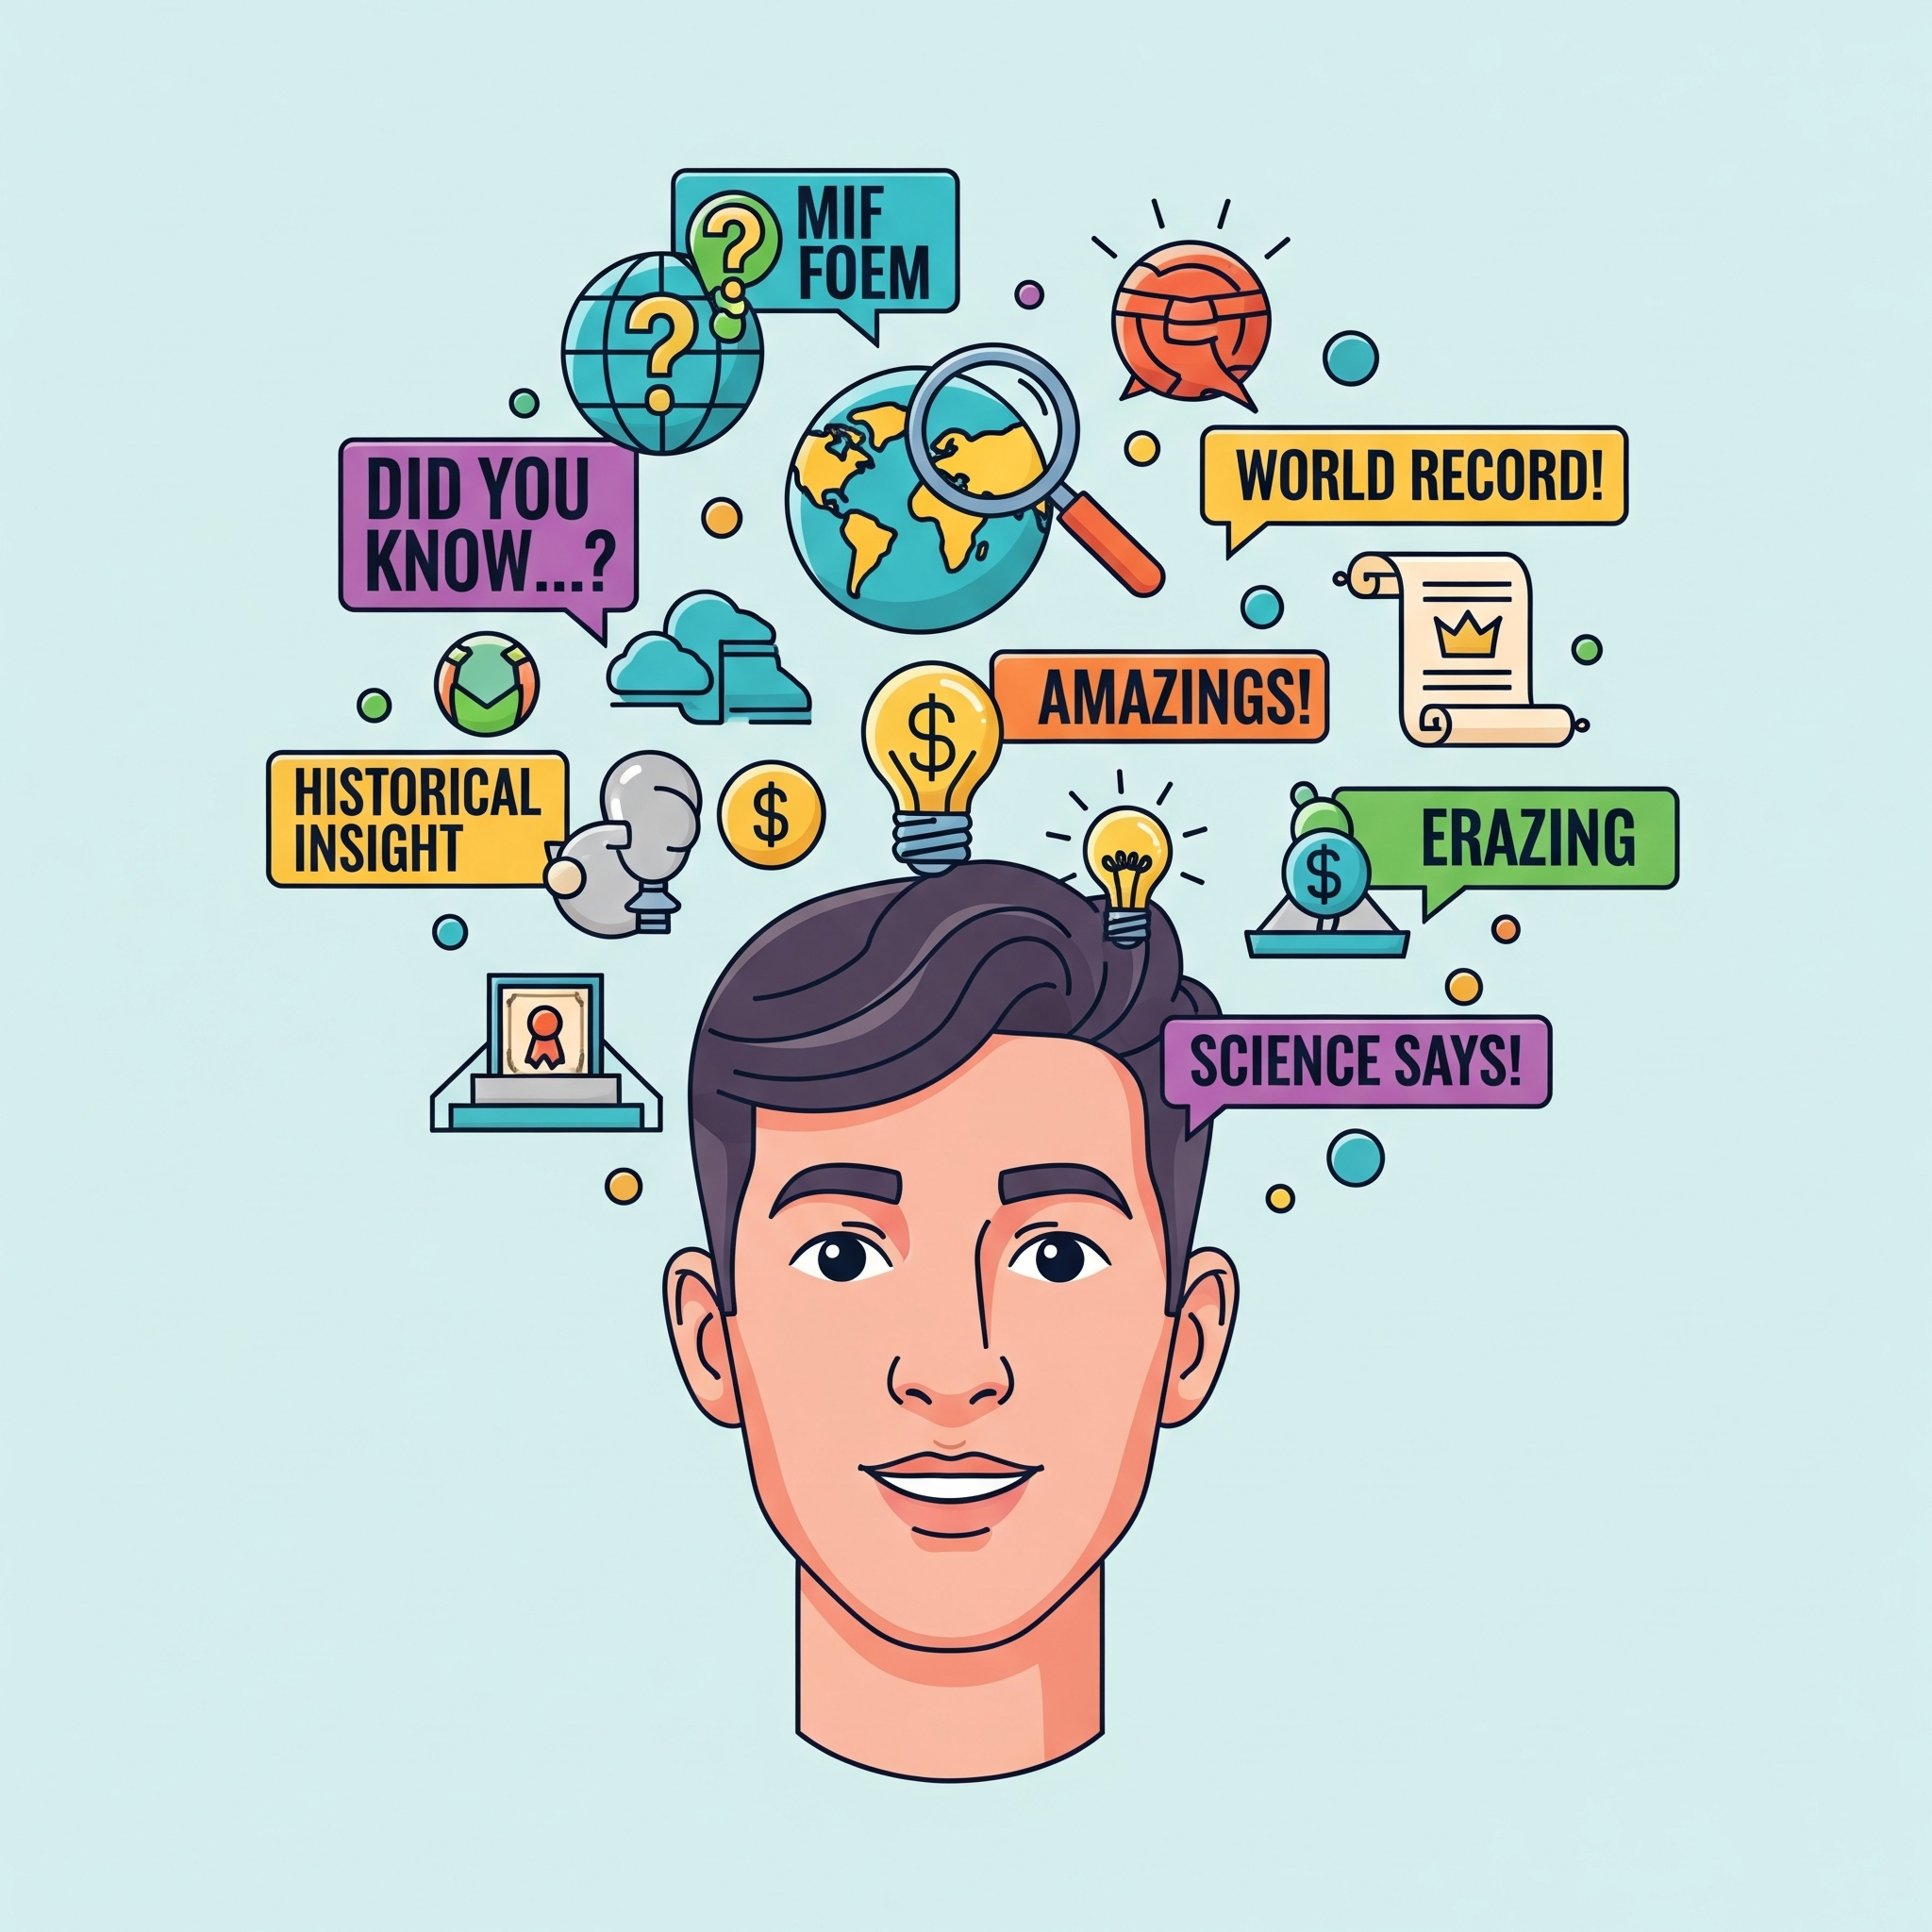 MIF
FOEM
DID YOU
KNOW...?
WORLD RECORD!
AMAZINGS!
HISTORICAL
INSIGHT
ERAZING
SCIENCE SAYS!